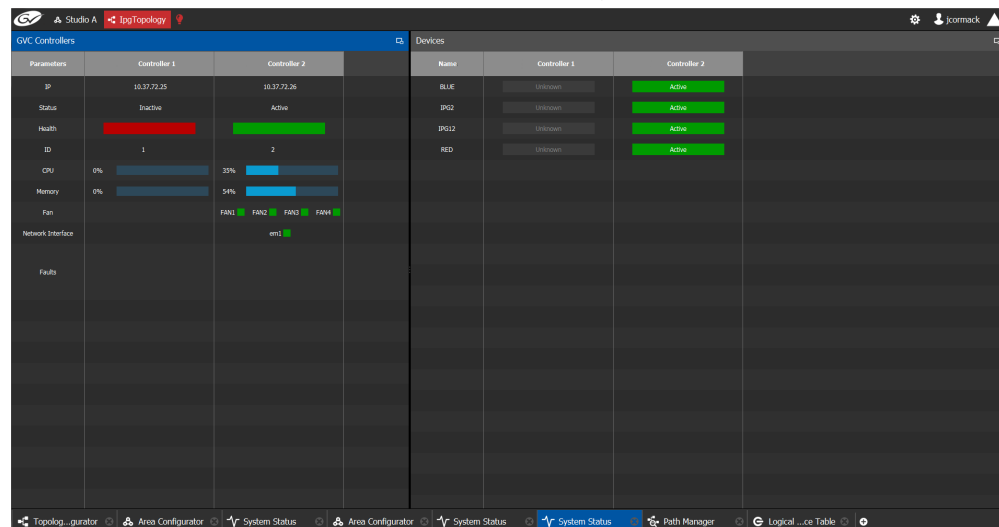 GV Studio A IpgTopology jcormack
GVC Controllers
Devices
Parameters Controller 1 Controller 2
Name Controller 1 Controller 2
IP 10.37.72.25 10.37.72.26
BLUE Unknown Active
Status Inactive Active
IPG2 Unknown Active
Health
IPG12 Unknown Active
ID 1 2
RED Unknown Active
CPU 0% 35%
Memory 0% 54%
Fan FAN1 FAN2 FAN3 FAN4
Network Interface em1
Faults
Topolog...gurator Area Configurator System Status Area Configurator System Status System Status Path Manager Logical ...ce Table